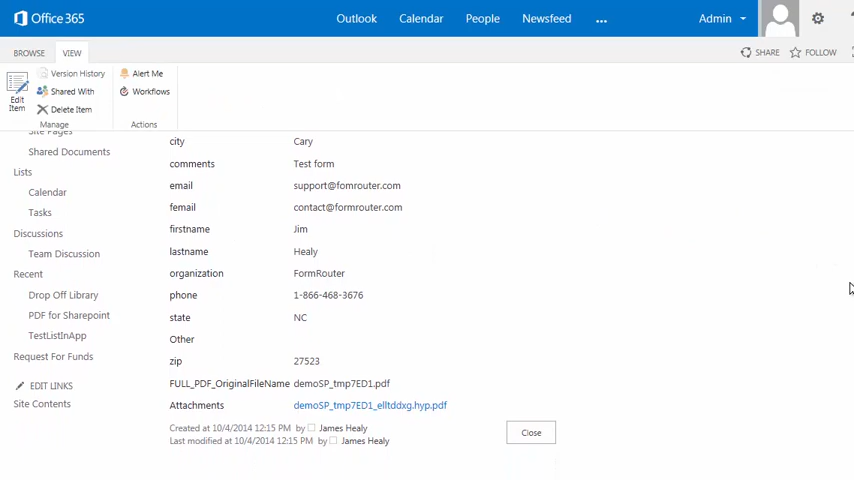 Office 365 Outlook Calendar People Newsfeed ... Admin
BROWSE VIEW SHARE FOLLOW
Edit Item
Version History
Shared With
Delete Item
Manage
Alert Me
Workflows
Actions
Site Pages
Shared Documents
Lists
Calendar
Tasks
Discussions
Team Discussion
Recent
Drop Off Library
PDF for Sharepoint
TestListInApp
Request For Funds
EDIT LINKS
Site Contents
city Cary
comments Test form
email support@fomrouter.com
femail contact@formrouter.com
firstname Jim
lastname Healy
organization FormRouter
phone 1-866-468-3676
state NC
Other
zip 27523
FULL_PDF_OriginalFileName demoSP_tmp7ED1.pdf
Attachments demoSP_tmp7ED1_elltddxg.hyp.pdf
Created at 10/4/2014 12:15 PM by James Healy
Last modified at 10/4/2014 12:15 PM by James Healy
Close